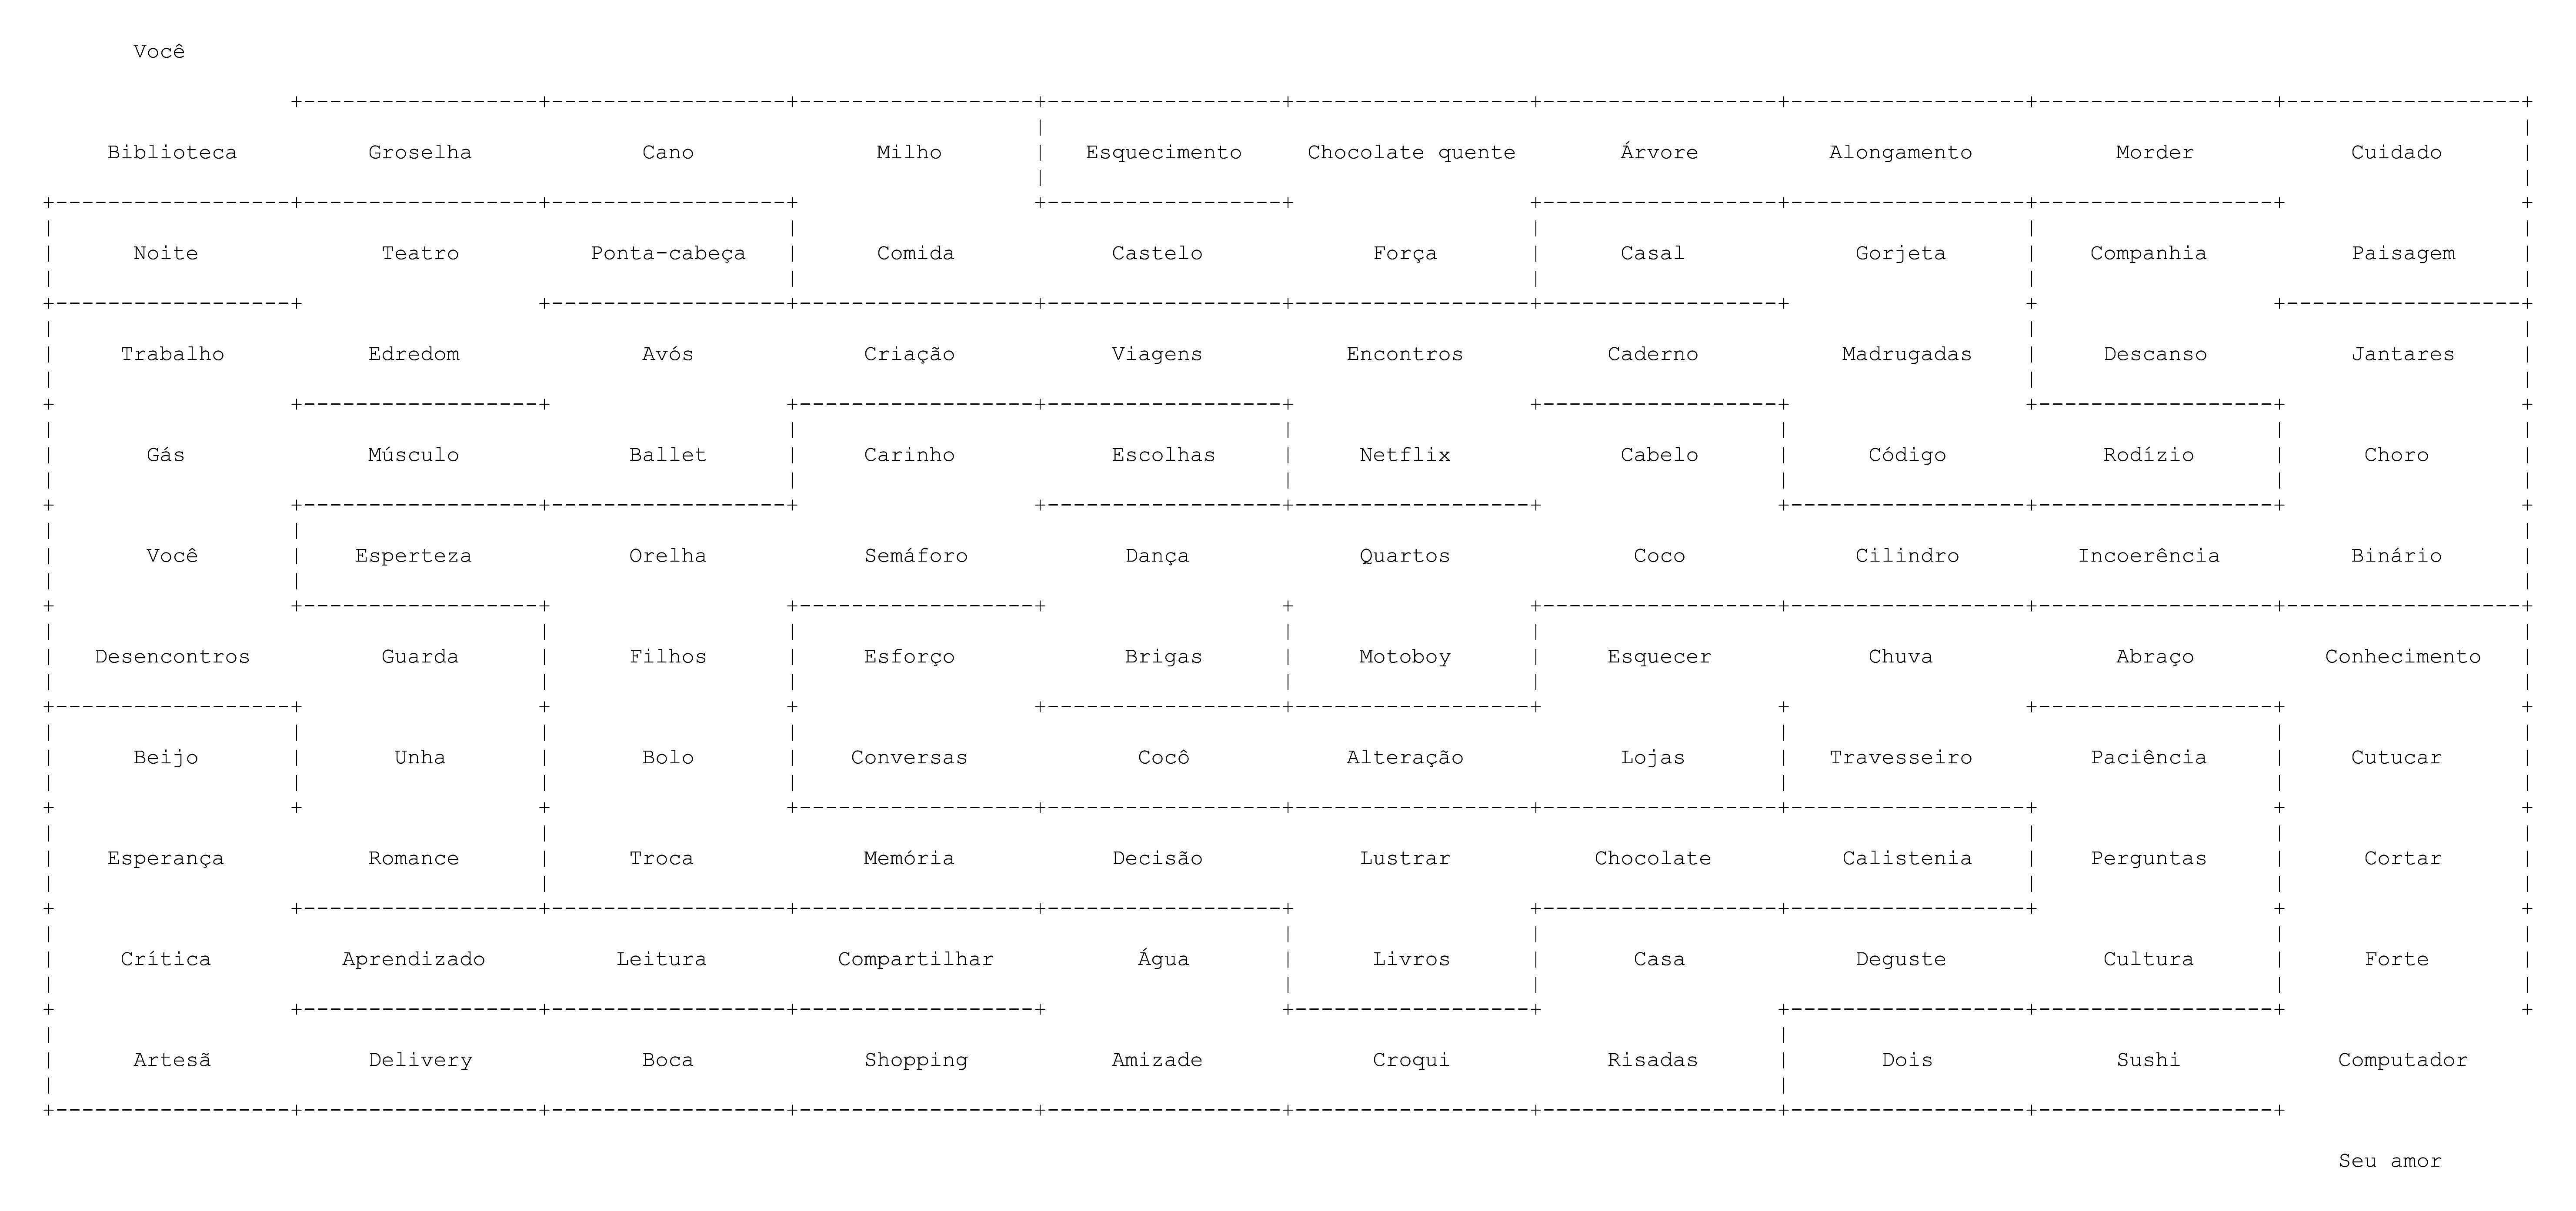 Você
Biblioteca Groselha Cano Milho Esquecimento Chocolate quente Árvore Alongamento Morder Cuidado
Noite Teatro Ponta-cabeça Comida Castelo Força Casal Gorjeta Companhia Paisagem
Trabalho Edredom Avós Criação Viagens Encontros Caderno Madrugadas Descanso Jantares
Gás Músculo Ballet Carinho Escolhas Netflix Cabelo Código Rodízio Choro
Você Esperteza Orelha Semáforo Dança Quartos Coco Cilindro Incoerência Binário
Desencontros Guarda Filhos Esforço Brigas Motoboy Esquecer Chuva Abraço Conhecimento
Beijo Unha Bolo Conversas Cocô Alteração Lojas Travesseiro Paciência Cutucar
Esperança Romance Troca Memória Decisão Lustrar Chocolate Calistenia Perguntas Cortar
Crítica Aprendizado Leitura Compartilhar Água Livros Casa Deguste Cultura Forte
Artesã Delivery Boca Shopping Amizade Croqui Risadas Dois Sushi Computador
Seu amor